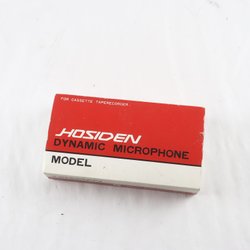 FOR CASSETTE TAPERECORDER
HOSIDEN
DYNAMIC MICROPHONE
MODEL